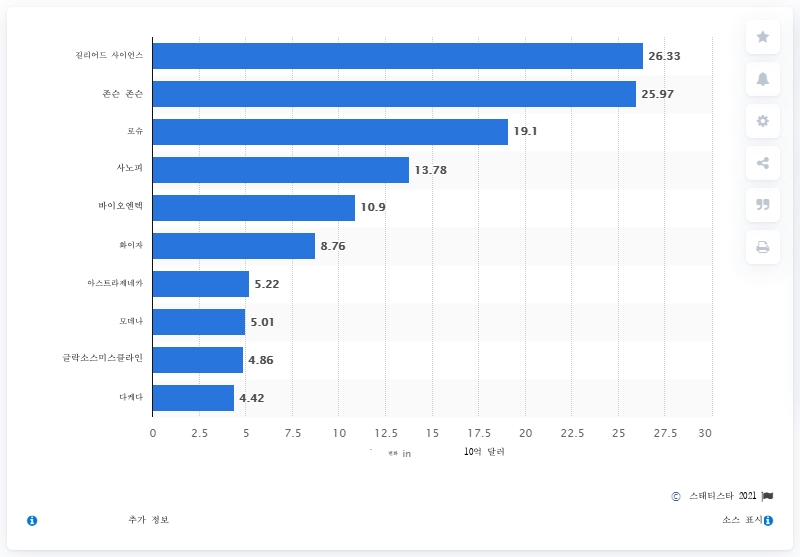 길리어드 사이언스 26.33
존슨 존슨 25.97
로슈 19.1
사노피 13.78
바이오엔텍 10.9
화이자 8.76
아스트라제네카 5.22
모데나 5.01
글락소스미스클라인 4.86
다케다 4.42
0 2.5 5 7.5 10 12.5 15 17.5 20 22.5 25 27.5 30
변화 in 10억 달러
© 스태티스타 2021
추가 정보 소스 표시